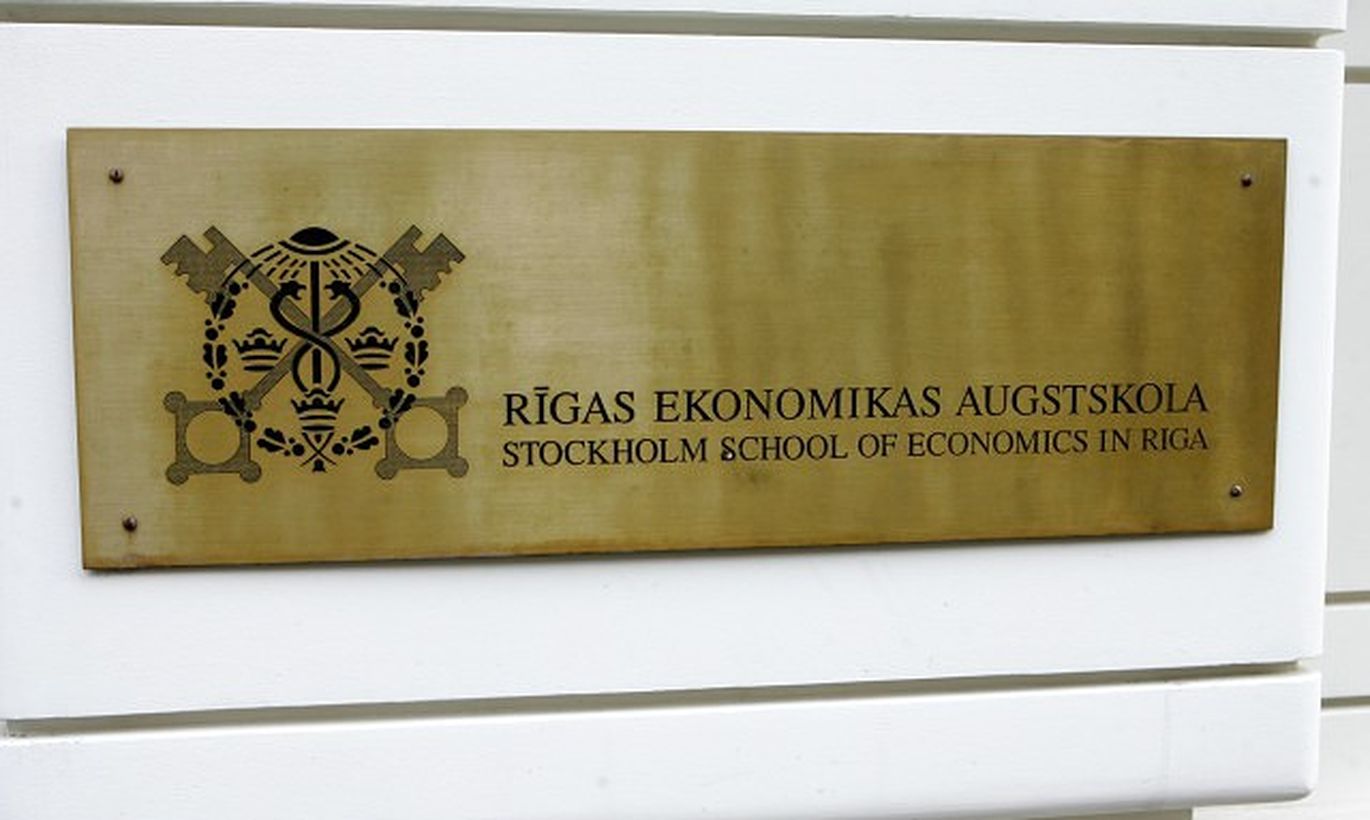 RĪGAS EKONOMIKAS AUGSTSKOLA
STOCKHOLM SCHOOL OF ECONOMICS IN RIGA